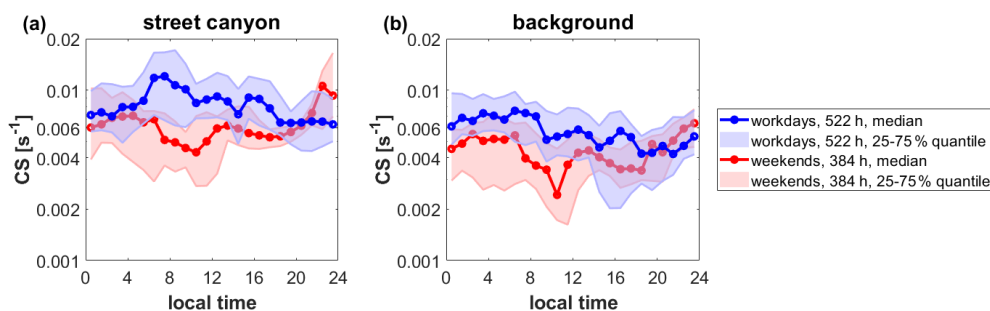 (a) street canyon
0.02
0.01
0.006
0.004
0.002
0.001
CS [s-1]
0 4 8 12 16 20 24
local time
(b) background
0.02
0.01
0.006
0.004
0.002
0.001
CS [s-1]
0 4 8 12 16 20 24
local time
workdays, 522 h, median
workdays, 522 h, 25-75% quantile
weekends, 384 h, median
weekends, 384 h, 25-75% quantile